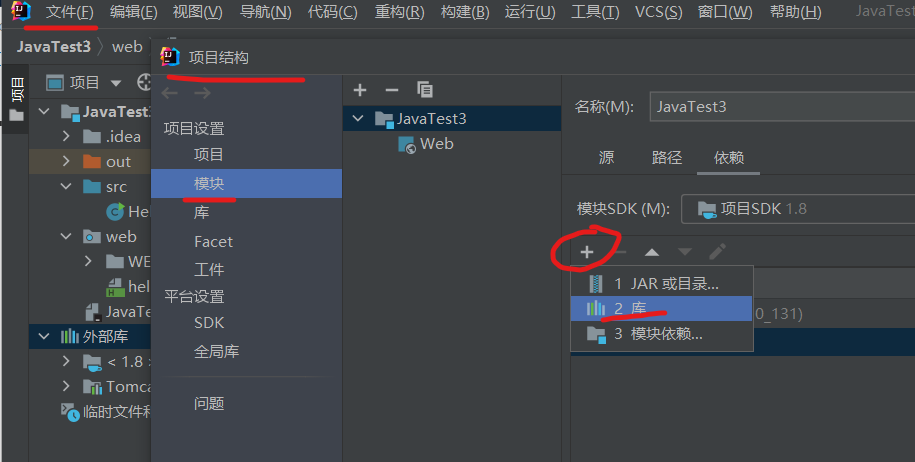 文件(F) 编辑(E) 视图(V) 导航(N) 代码(C) 重构(R) 构建(B) 运行(U) 工具(T) VCS(S) 窗口(W) 帮助(H) JavaTest
JavaTest3 web
项目结构
项目
项目
JavaTest3
.idea
out
src
Hel
web
WE
hel
JavaTe
外部库
< 1.8 >
Tomca
临时文件和
项目设置
项目
模块
库
Facet
工件
平台设置
SDK
全局库
问题
JavaTest3
Web
名称(M): JavaTest3
源 路径 依赖
模块SDK (M): 项目SDK 1.8
1 JAR 或目录...
2 库
0_131)
3 模块依赖...